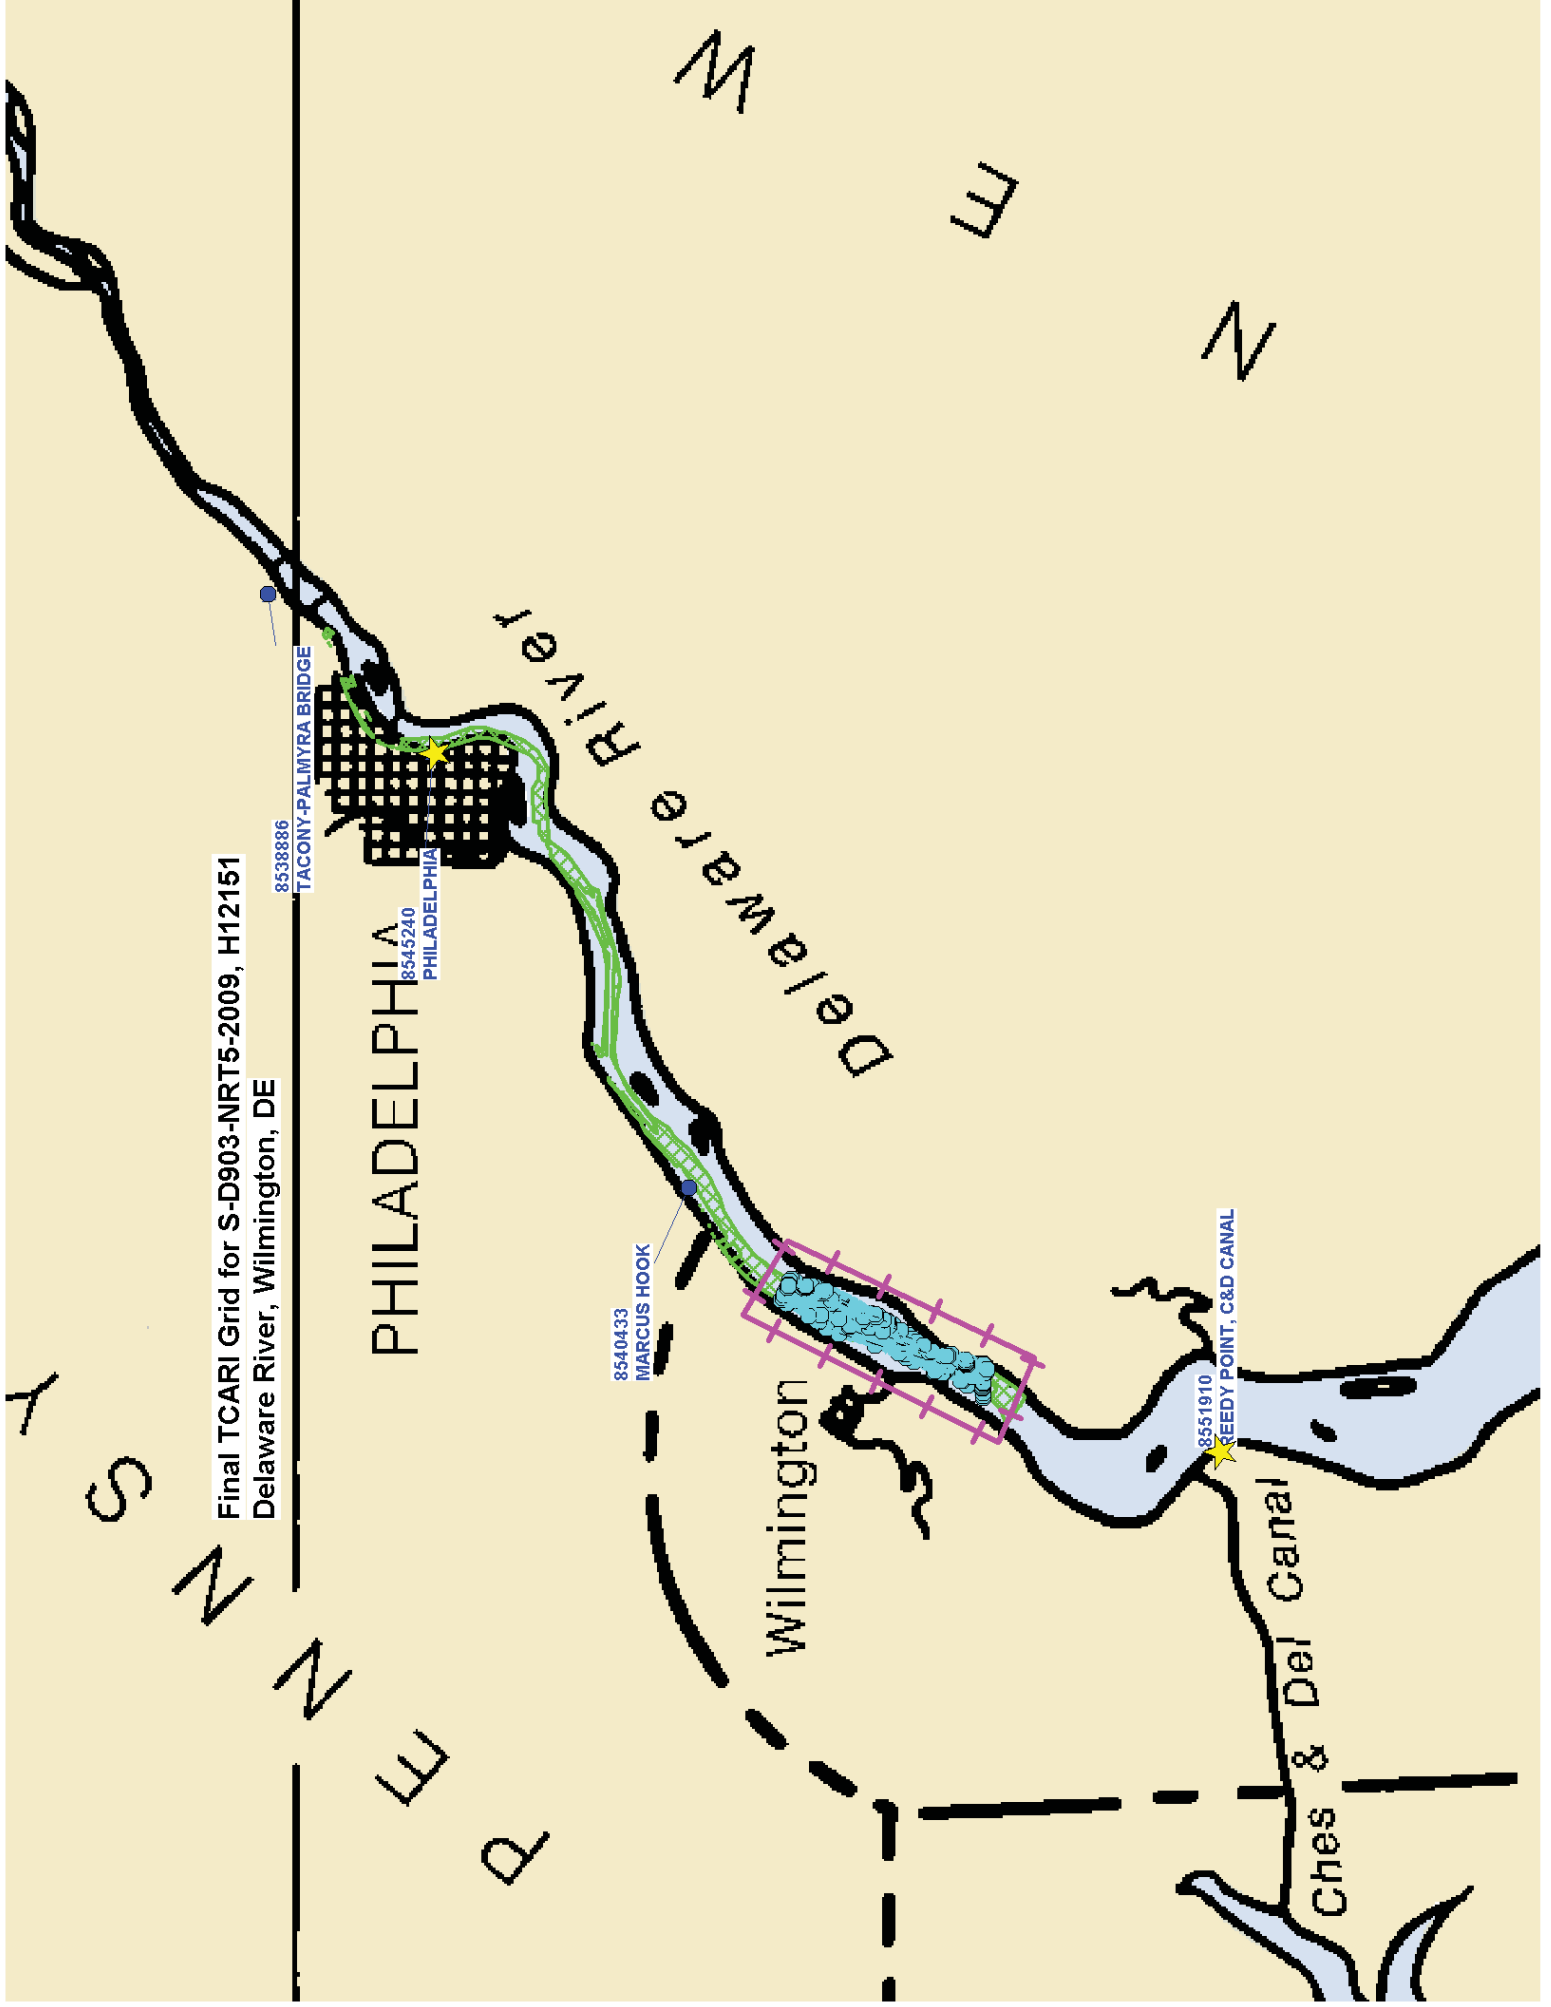 Final TCARI Grid for S-D903-NRT5-2009, H12151
Delaware River, Wilmington, DE
8538886
TACONY-PALMYRA BRIDGE
PHILADELPHIA
8545240
PHILADELPHIA
Delaware River
8540433
MARCUS HOOK
Wilmington
8551910
REEDY POINT, C&D CANAL
Ches & Del Canal
P E N N S Y
N E W